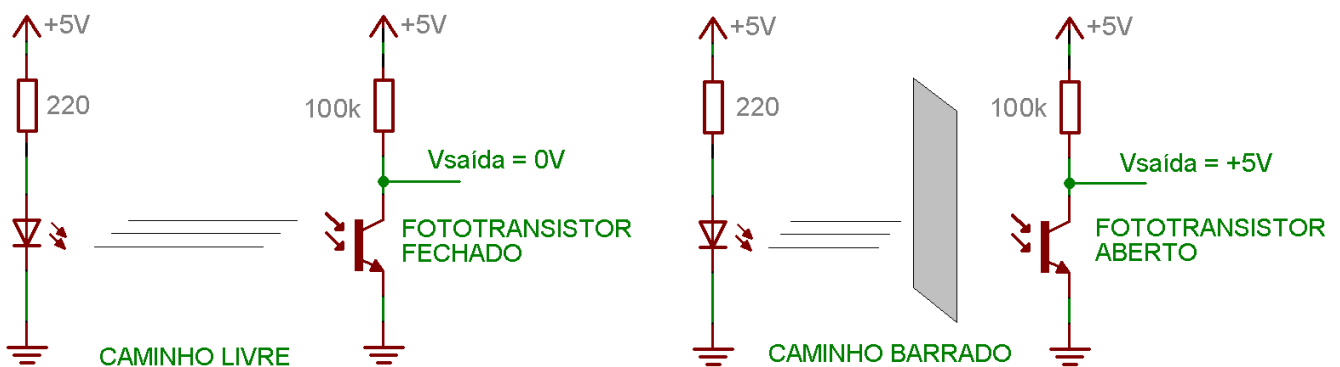 +5V
220
+5V
100k
Vsaída = 0V
FOTOTRANSISTOR
FECHADO
CAMINHO LIVRE
+5V
220
+5V
100k
Vsaída = +5V
FOTOTRANSISTOR
ABERTO
CAMINHO BARRADO